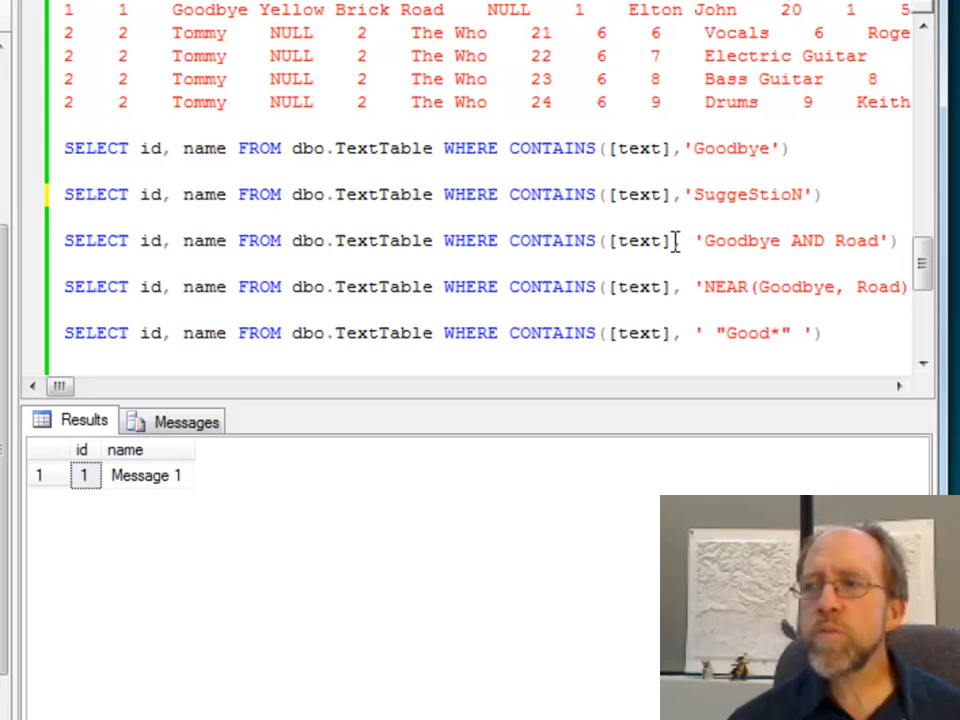 1 1 Goodbye Yellow Brick Road NULL 1 Elton John 20 1 5
2 2 Tommy NULL 2 The Who 21 6 6 Vocals 6 Roge
2 2 Tommy NULL 2 The Who 22 6 7 Electric Guitar
2 2 Tommy NULL 2 The Who 23 6 8 Bass Guitar 8
2 2 Tommy NULL 2 The Who 24 6 9 Drums 9 Keith
SELECT id, name FROM dbo.TextTable WHERE CONTAINS([text],'Goodbye')
SELECT id, name FROM dbo.TextTable WHERE CONTAINS([text],'SuggeStioN')
SELECT id, name FROM dbo.TextTable WHERE CONTAINS([text], 'Goodbye AND Road')
SELECT id, name FROM dbo.TextTable WHERE CONTAINS([text], 'NEAR(Goodbye, Road)
SELECT id, name FROM dbo.TextTable WHERE CONTAINS([text], ' "Good*" ')
Results Messages
id name
1 1 Message 1